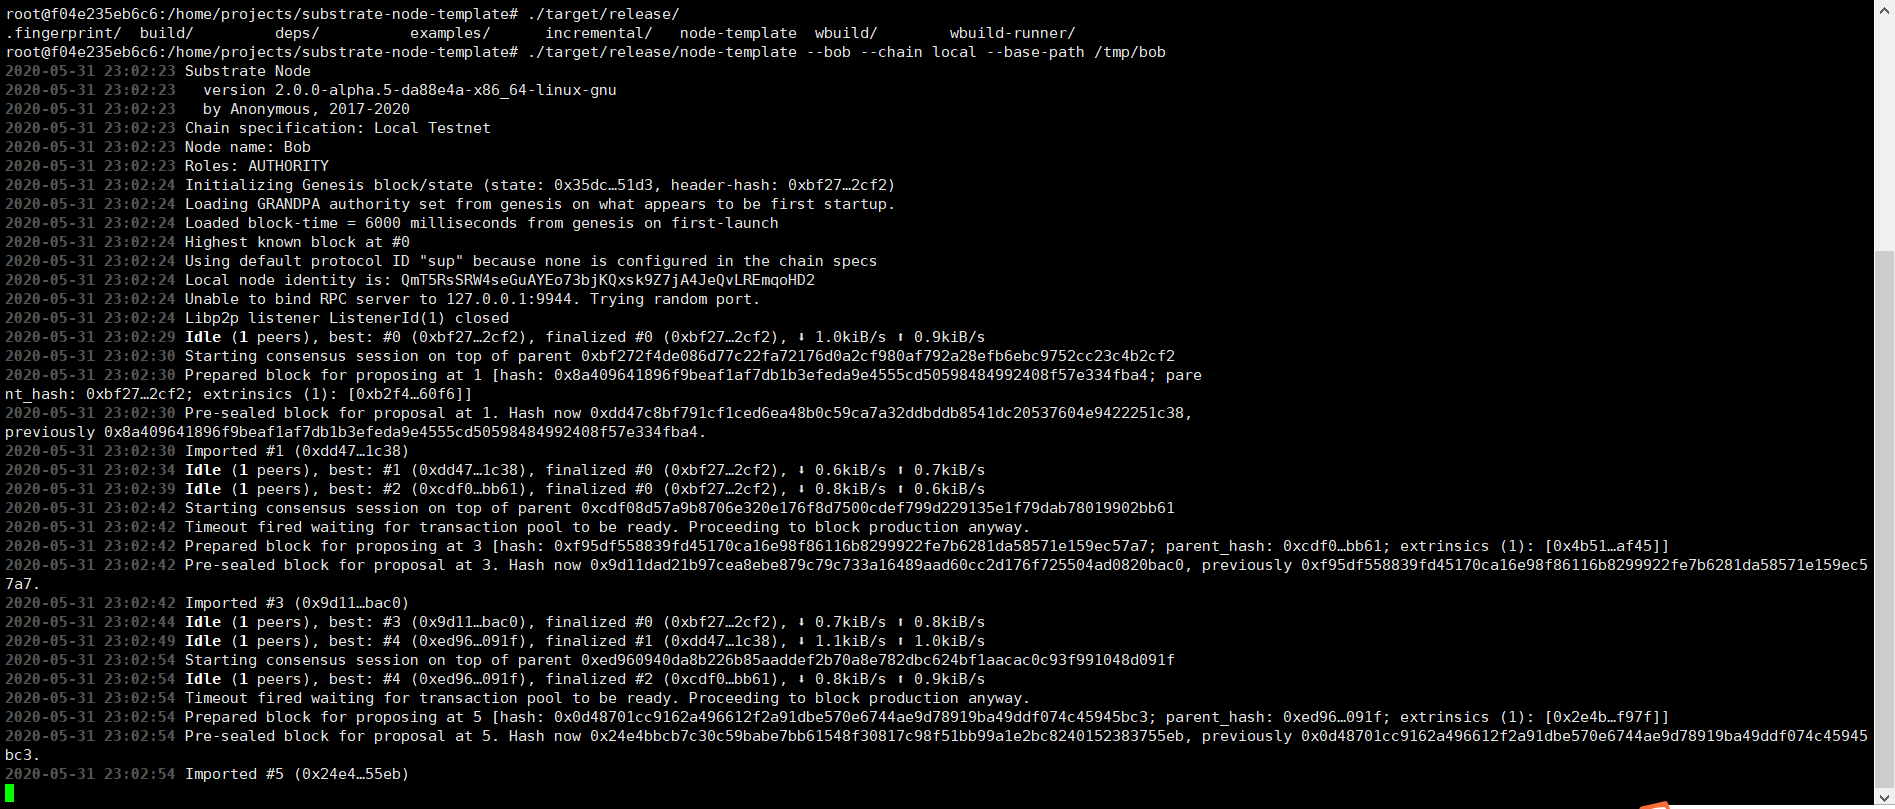 root@f04e235eb6c6:/home/projects/substrate-node-template# ./target/release/
.fingerprint/  build/         deps/          examples/      incremental/   node-template  wbuild/        wbuild-runner/
root@f04e235eb6c6:/home/projects/substrate-node-template# ./target/release/node-template --bob --chain local --base-path /tmp/bob
2020-05-31 23:02:23 Substrate Node
2020-05-31 23:02:23   version 2.0.0-alpha.5-da88e4a-x86_64-linux-gnu
2020-05-31 23:02:23   by Anonymous, 2017-2020
2020-05-31 23:02:23 Chain specification: Local Testnet
2020-05-31 23:02:23 Node name: Bob
2020-05-31 23:02:23 Roles: AUTHORITY
2020-05-31 23:02:24 Initializing Genesis block/state (state: 0x35dc…51d3, header-hash: 0xbf27…2cf2)
2020-05-31 23:02:24 Loading GRANDPA authority set from genesis on what appears to be first startup.
2020-05-31 23:02:24 Loaded block-time = 6000 milliseconds from genesis on first-launch
2020-05-31 23:02:24 Highest known block at #0
2020-05-31 23:02:24 Using default protocol ID "sup" because none is configured in the chain specs
2020-05-31 23:02:24 Local node identity is: QmT5RsSRW4seGuAYEo73bjKQxsk9Z7jA4JeQvLREmqoHD2
2020-05-31 23:02:24 Unable to bind RPC server to 127.0.0.1:9944. Trying random port.
2020-05-31 23:02:24 Libp2p listener ListenerId(1) closed
2020-05-31 23:02:29 Idle (1 peers), best: #0 (0xbf27…2cf2), finalized #0 (0xbf27…2cf2), ⬇ 1.0kiB/s ⬆ 0.9kiB/s
2020-05-31 23:02:30 Starting consensus session on top of parent 0xbf272f4de086d77c22fa72176d0a2cf980af792a28efb6ebc9752cc23c4b2cf2
2020-05-31 23:02:30 Prepared block for proposing at 1 [hash: 0x8a409641896f9beaf1af7db1b3efeda9e4555cd50598484992408f57e334fba4; pare
nt_hash: 0xbf27…2cf2; extrinsics (1): [0xb2f4…60f6]]
2020-05-31 23:02:30 Pre-sealed block for proposal at 1. Hash now 0xdd47c8bf791cf1ced6ea48b0c59ca7a32ddbddb8541dc20537604e9422251c38,
previously 0x8a409641896f9beaf1af7db1b3efeda9e4555cd50598484992408f57e334fba4.
2020-05-31 23:02:30 Imported #1 (0xdd47…1c38)
2020-05-31 23:02:34 Idle (1 peers), best: #1 (0xdd47…1c38), finalized #0 (0xbf27…2cf2), ⬇ 0.6kiB/s ⬆ 0.7kiB/s
2020-05-31 23:02:39 Idle (1 peers), best: #2 (0xcdf0…bb61), finalized #0 (0xbf27…2cf2), ⬇ 0.8kiB/s ⬆ 0.6kiB/s
2020-05-31 23:02:42 Starting consensus session on top of parent 0xcdf08d57a9b8706e320e176f8d7500cdef799d229135e1f79dab78019902bb61
2020-05-31 23:02:42 Timeout fired waiting for transaction pool to be ready. Proceeding to block production anyway.
2020-05-31 23:02:42 Prepared block for proposing at 3 [hash: 0xf95df558839fd45170ca16e98f86116b8299922fe7b6281da58571e159ec57a7; parent_hash: 0xcdf0…bb61; extrinsics (1): [0x4b51…af45]]
2020-05-31 23:02:42 Pre-sealed block for proposal at 3. Hash now 0x9d11dad21b97cea8ebe879c79c733a16489aad60cc2d176f725504ad0820bac0, previously 0xf95df558839fd45170ca16e98f86116b8299922fe7b6281da58571e159ec5
7a7.
2020-05-31 23:02:42 Imported #3 (0x9d11…bac0)
2020-05-31 23:02:44 Idle (1 peers), best: #3 (0x9d11…bac0), finalized #0 (0xbf27…2cf2), ⬇ 0.7kiB/s ⬆ 0.8kiB/s
2020-05-31 23:02:49 Idle (1 peers), best: #4 (0xed96…091f), finalized #1 (0xdd47…1c38), ⬇ 1.1kiB/s ⬆ 1.0kiB/s
2020-05-31 23:02:54 Starting consensus session on top of parent 0xed960940da8b226b85aaddef2b70a8e782dbc624bf1aacac0c93f991048d091f
2020-05-31 23:02:54 Idle (1 peers), best: #4 (0xed96…091f), finalized #2 (0xcdf0…bb61), ⬇ 0.8kiB/s ⬆ 0.9kiB/s
2020-05-31 23:02:54 Timeout fired waiting for transaction pool to be ready. Proceeding to block production anyway.
2020-05-31 23:02:54 Prepared block for proposing at 5 [hash: 0x0d48701cc9162a496612f2a91dbe570e6744ae9d78919ba49ddf074c45945bc3; parent_hash: 0xed96…091f; extrinsics (1): [0x2e4b…f97f]]
2020-05-31 23:02:54 Pre-sealed block for proposal at 5. Hash now 0x24e4bbcb7c30c59babe7bb61548f30817c98f51bb99a1e2bc8240152383755eb, previously 0x0d48701cc9162a496612f2a91dbe570e6744ae9d78919ba49ddf074c45945
bc3.
2020-05-31 23:02:54 Imported #5 (0x24e4…55eb)